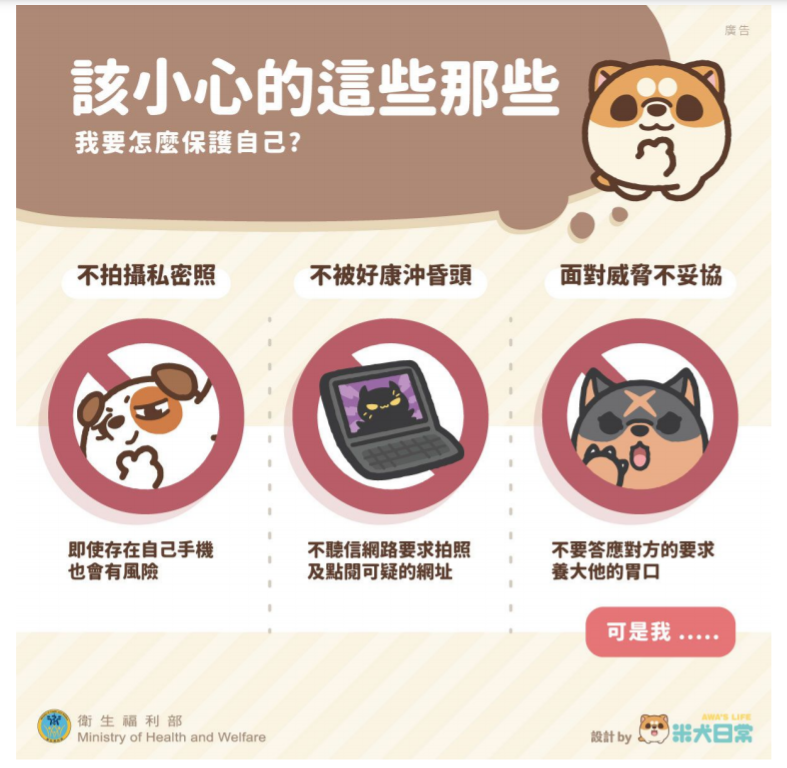 廣告
該小心的這些那些
我要怎麼保護自己?
不拍攝私密照
不被好康沖昏頭
面對威脅不妥協
即使存在自己手機
也會有風險
不聽信網路要求拍照
及點閱可疑的網址
不要答應對方的要求
養大他的胃口
可是我.....
衛生福利部
Ministry of Health and Welfare
設計by
AWA'S LIFE
米犬日常